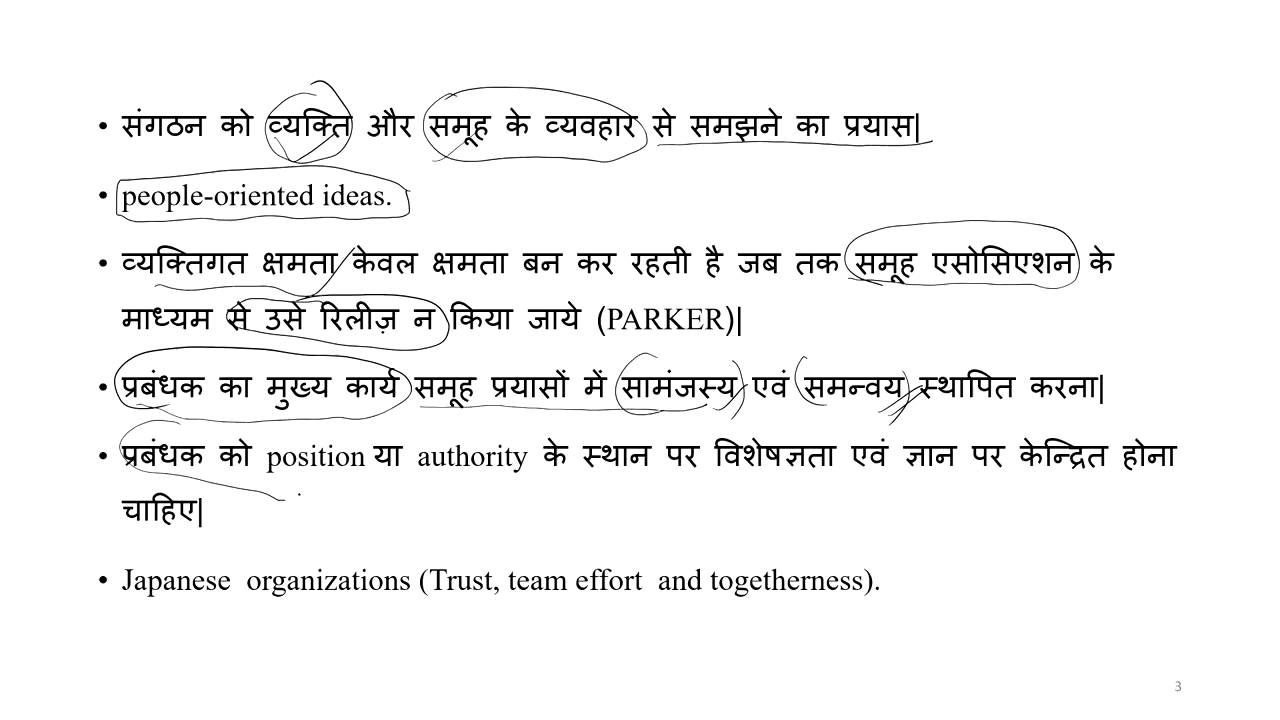 • संगठन को व्यक्ति और समूह के व्यवहार से समझने का प्रयास|
• people-oriented ideas.
• व्यक्तिगत क्षमता केवल क्षमता बन कर रहती है जब तक समूह एसोसिएशन के
माध्यम से उसे रिलीज़ न किया जाये (PARKER)|
• प्रबंधक का मुख्य कार्य समूह प्रयासों में सामंजस्य एवं समन्वय स्थापित करना|
• प्रबंधक को position या authority के स्थान पर विशेषज्ञता एवं ज्ञान पर केन्द्रित होना
चाहिए|
• Japanese organizations (Trust, team effort and togetherness).
3